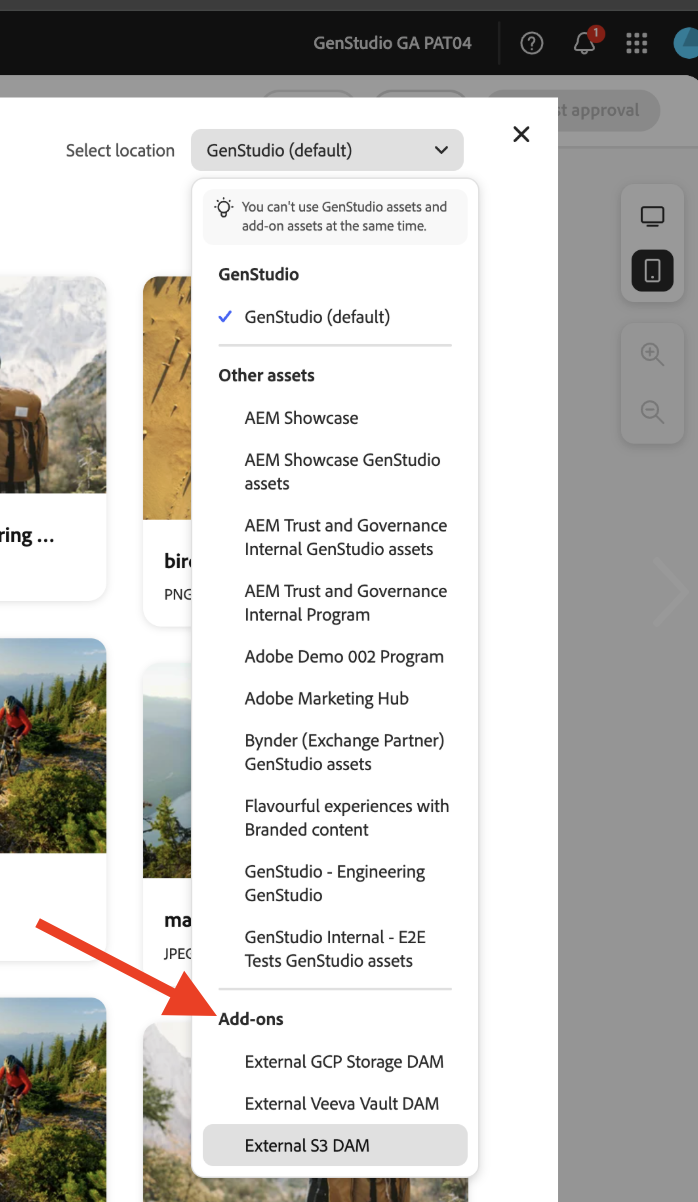 GenStudio GA PAT04
1
st approval
Select location
GenStudio (default)
You can't use GenStudio assets and
add-on assets at the same time.
GenStudio
GenStudio (default)
Other assets
AEM Showcase
AEM Showcase GenStudio
assets
AEM Trust and Governance
Internal GenStudio assets
AEM Trust and Governance
Internal Program
Adobe Demo 002 Program
Adobe Marketing Hub
Bynder (Exchange Partner)
GenStudio assets
Flavourful experiences with
Branded content
GenStudio - Engineering
GenStudio
GenStudio Internal - E2E
Tests GenStudio assets
Add-ons
External GCP Storage DAM
External Veeva Vault DAM
External S3 DAM
ring ...
bir
PNG
ma
JPEG